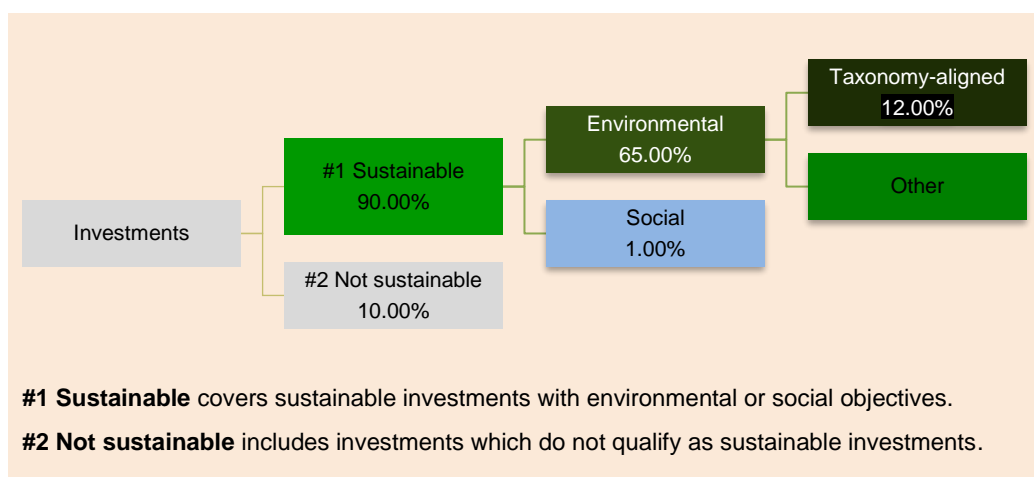 Investments
#1 Sustainable
90.00%
#2 Not sustainable
10.00%
Environmental
65.00%
Social
1.00%
Taxonomy-aligned
12.00%
Other
#1 Sustainable covers sustainable investments with environmental or social objectives.
#2 Not sustainable includes investments which do not qualify as sustainable investments.